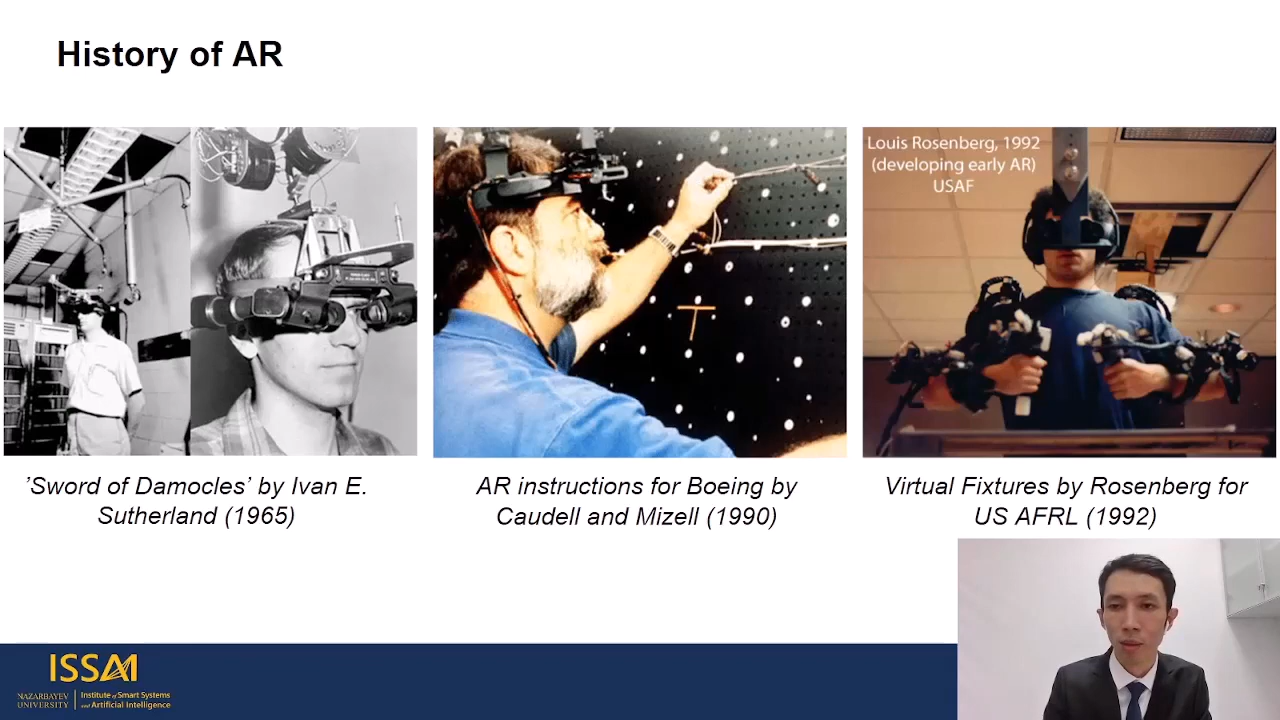 History of AR
Louis Rosenberg, 1992
(developing early AR)
USAF
’Sword of Damocles’ by Ivan E.
Sutherland (1965)
AR instructions for Boeing by
Caudell and Mizell (1990)
Virtual Fixtures by Rosenberg for
US AFRL (1992)
ISSAI
NAZARBAYEV
UNIVERSITY
Institute of Smart Systems
and Artificial Intelligence